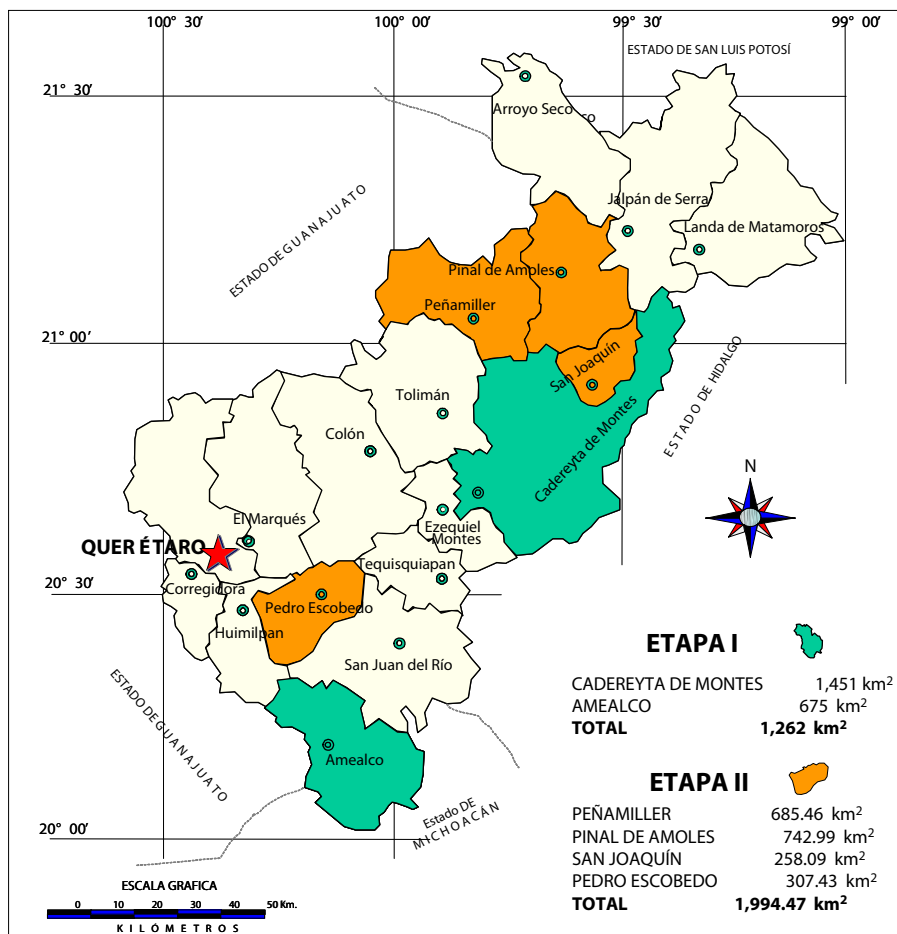 100° 30’ 100° 00’ 99° 30’ 99° 00’
ESTADO DE SAN LUIS POTOSÍ
21° 30’
Arroyo Seco
co
Jalpán de Serra
Landa de Matamoros
ESTADO DE GUANAJUATO
Pinal de Amoles
Peñamiller
21° 00’
San Joaquín
ESTADO DE HIDALGO
Tolimán
Cadereyta de Montes
Colón
N
El Marqués
Ezequiel
Montes
QUER ÉTARO
Tequisquiapan
20° 30’
Corregidora
Pedro Escobedo
Huimilpan
San Juan del Río
ESTADO DE GUANAJUATO
Amealco
Estado DE
MICHOACÁN
20° 00’
ETAPA I
CADEREYTA DE MONTES 1,451 km²
AMEALCO 675 km²
TOTAL 1,262 km²
ETAPA II
PEÑAMILLER 685.46 km²
PINAL DE AMOLES 742.99 km²
SAN JOAQUÍN 258.09 km²
PEDRO ESCOBEDO 307.43 km²
TOTAL 1,994.47 km²
ESCALA GRAFICA
0 10 20 30 40 50 Km.
KILÓMETROS